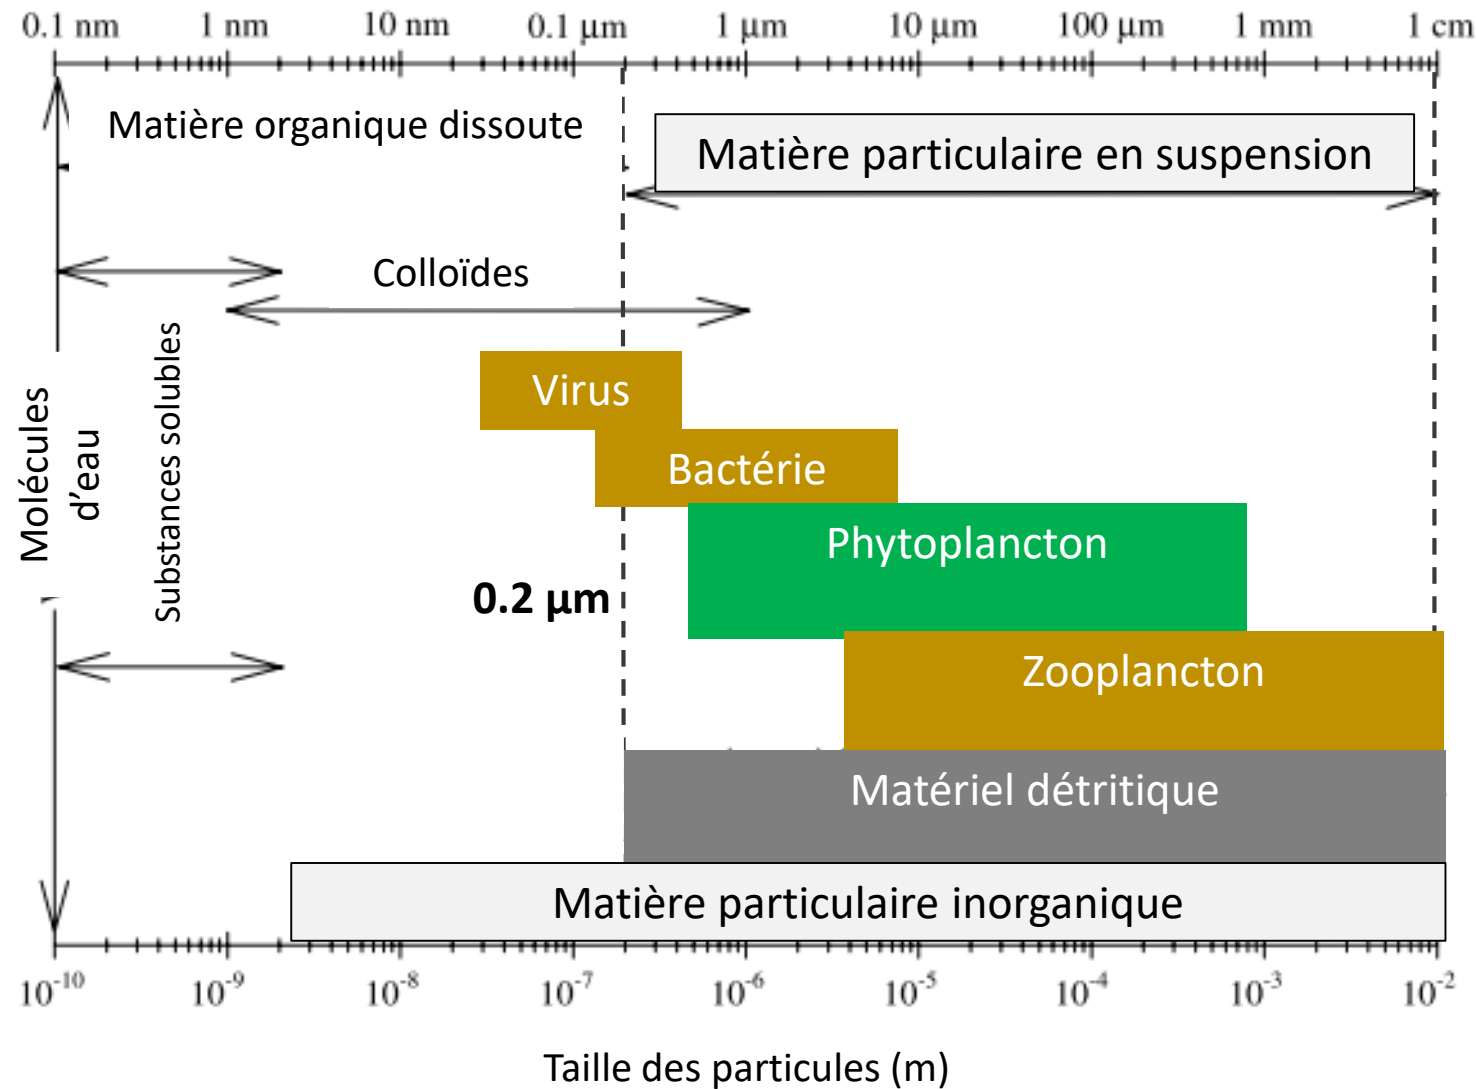 0.1 nm 1 nm 10 nm 0.1 μm 1 μm 10 μm 100 μm 1 mm 1 cm
Matière organique dissoute
Matière particulaire en suspension
Colloïdes
Molécules
d’eau
Substances solubles
Virus
Bactérie
Phytoplancton
0.2 μm
Zooplancton
Matériel détritique
Matière particulaire inorganique
10⁻¹⁰ 10⁻⁹ 10⁻⁸ 10⁻⁷ 10⁻⁶ 10⁻⁵ 10⁻⁴ 10⁻³ 10⁻²
Taille des particules (m)